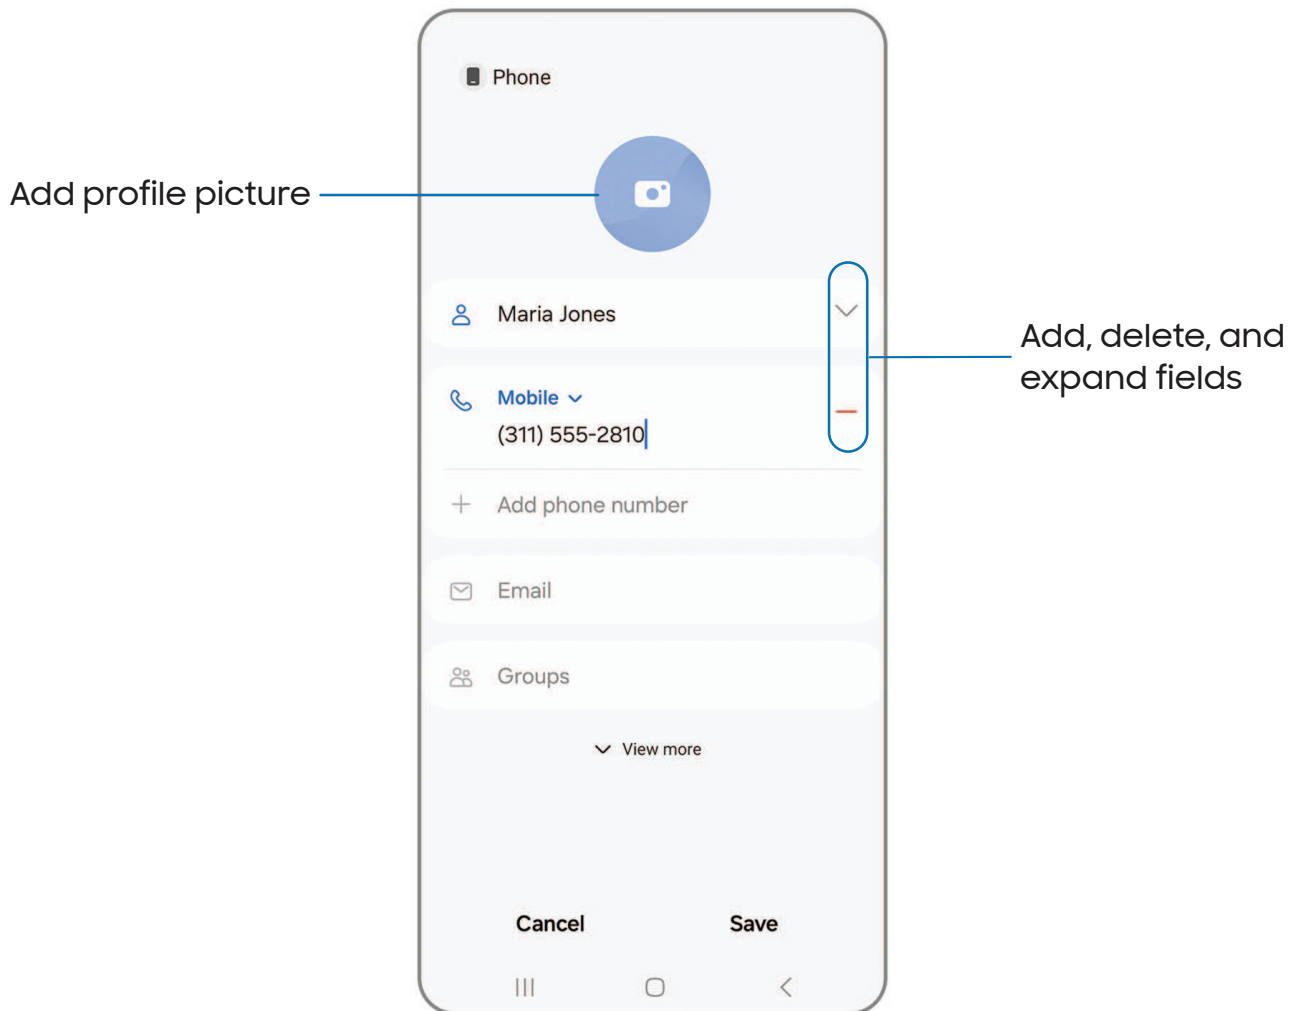 Phone
Add profile picture
Maria Jones
Add, delete, and
expand fields
Mobile
(311) 555-2810
Add phone number
Email
Groups
View more
Cancel
Save